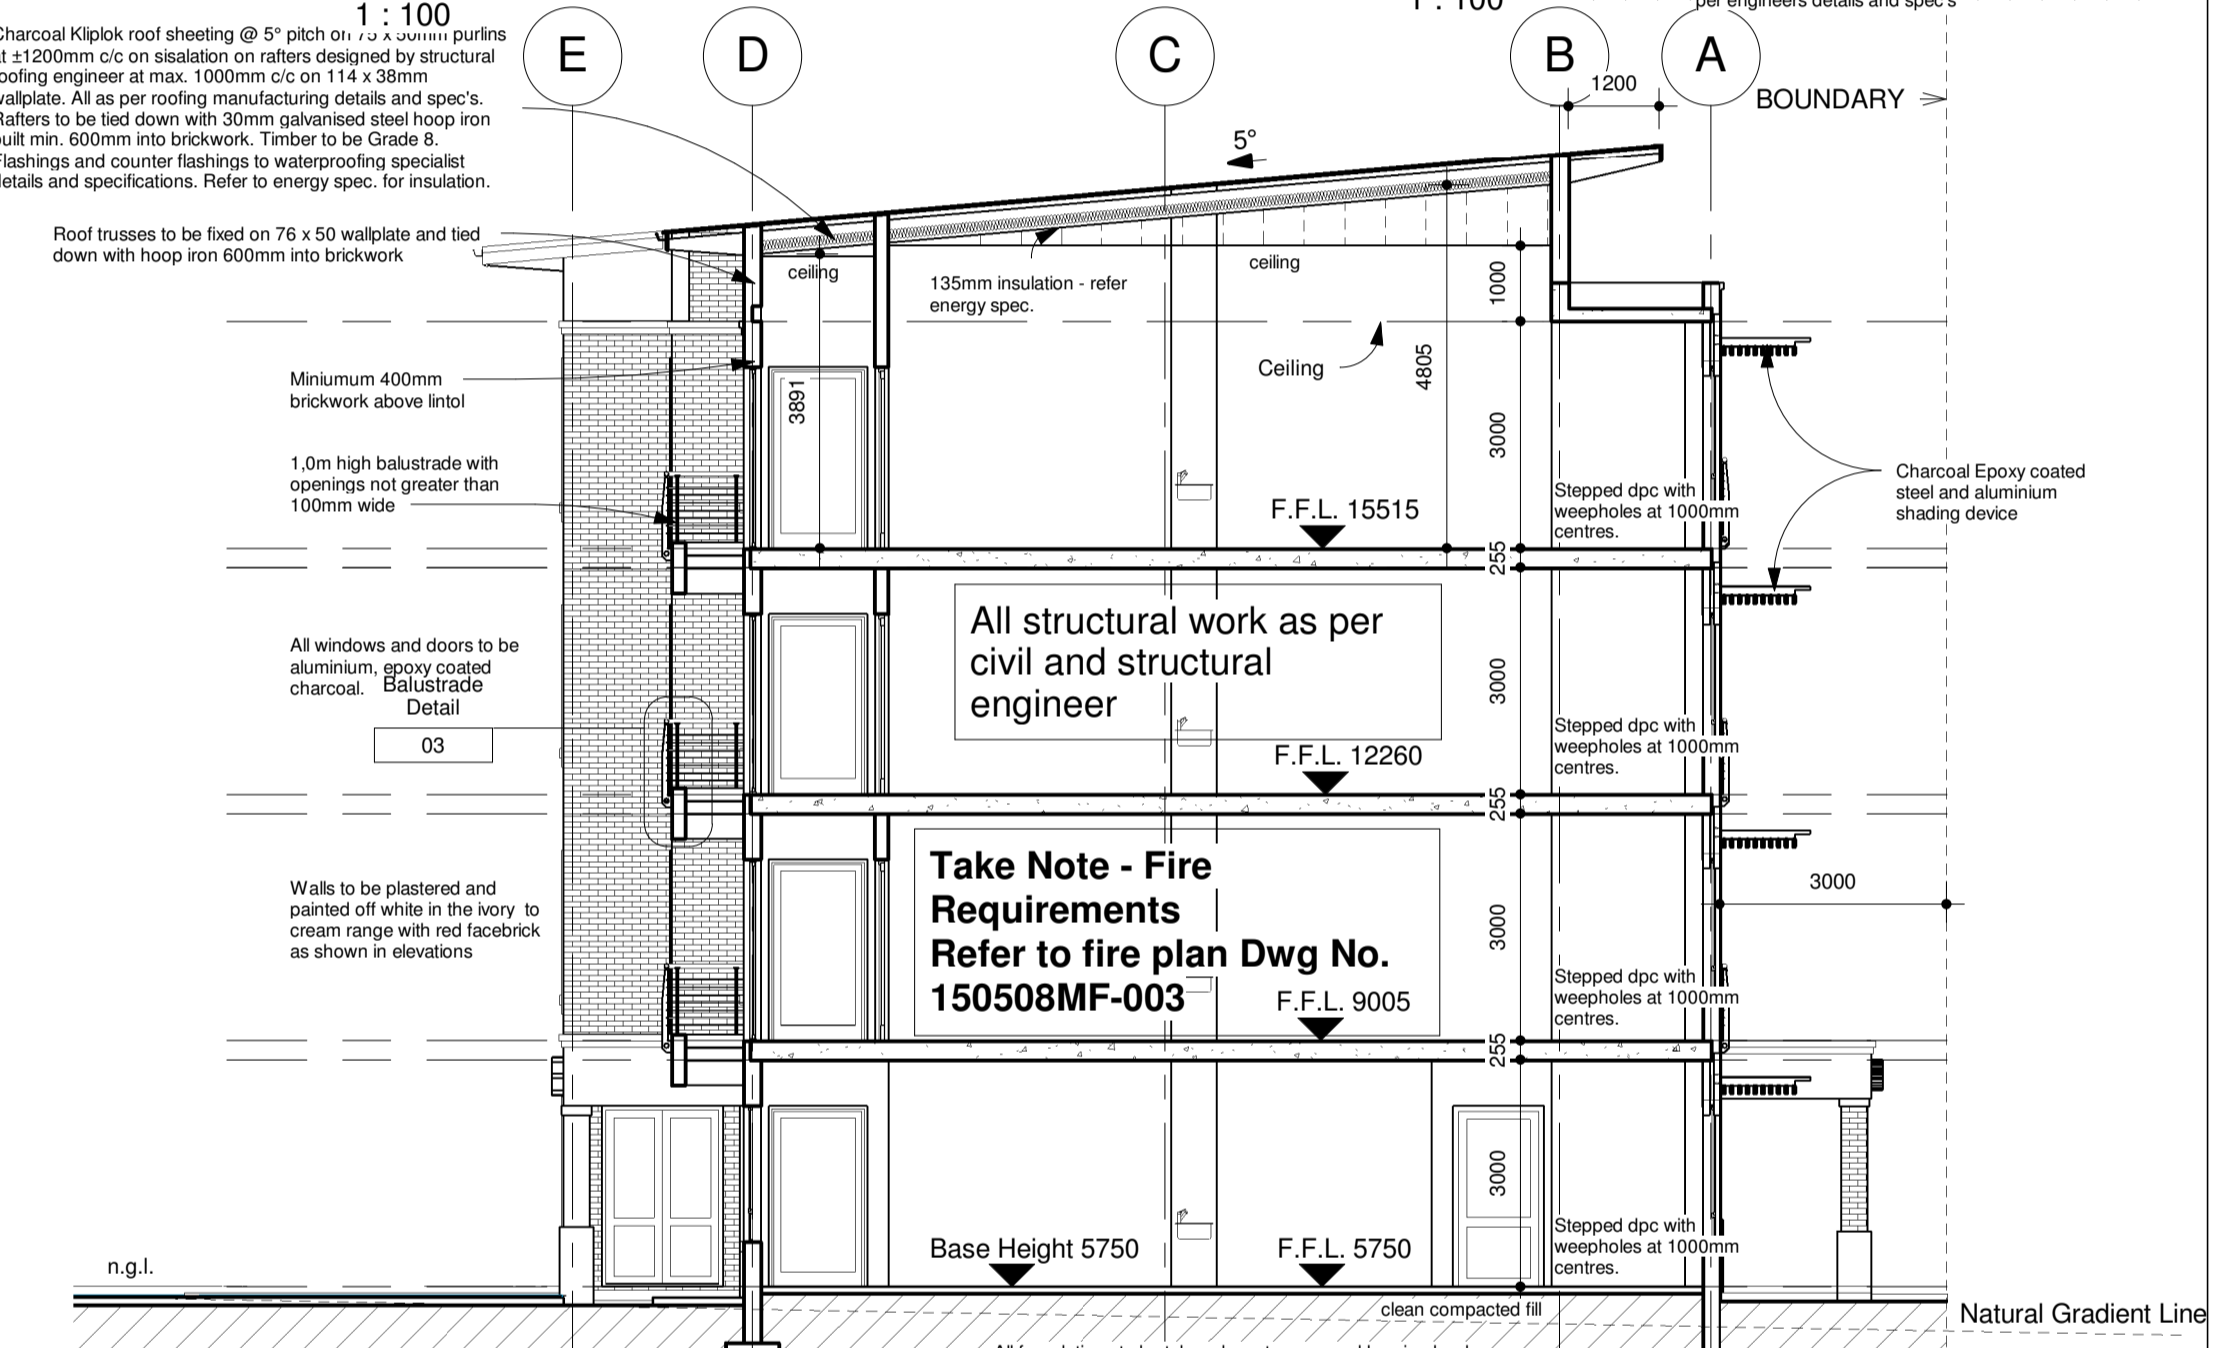 1 : 100
1 : 100
per engineers details and spec's
Charcoal Kliplok roof sheeting @ 5° pitch on 75 x 50mm purlins
at ±1200mm c/c on sisalation on rafters designed by structural
roofing engineer at max. 1000mm c/c on 114 x 38mm
wallplate. All as per roofing manufacturing details and spec's.
Rafters to be tied down with 30mm galvanised steel hoop iron
built min. 600mm into brickwork. Timber to be Grade 8.
Flashings and counter flashings to waterproofing specialist
details and specifications. Refer to energy spec. for insulation.
E
D
C
B
A
1200
BOUNDARY
5°
Roof trusses to be fixed on 76 x 50 wallplate and tied
down with hoop iron 600mm into brickwork
ceiling
135mm insulation - refer
energy spec.
ceiling
1000
Ceiling
4805
3891
3000
Miniumum 400mm
brickwork above lintol
1,0m high balustrade with
openings not greater than
100mm wide
F.F.L. 15515
Stepped dpc with
weepholes at 1000mm
centres.
Charcoal Epoxy coated
steel and aluminium
shading device
255
All structural work as per
civil and structural
engineer
3000
All windows and doors to be
aluminium, epoxy coated
charcoal.
Balustrade
Detail
03
F.F.L. 12260
Stepped dpc with
weepholes at 1000mm
centres.
255
Take Note - Fire
Requirements
Refer to fire plan Dwg No.
150508MF-003
3000
3000
Walls to be plastered and
painted off white in the ivory to
cream range with red facebrick
as shown in elevations
F.F.L. 9005
Stepped dpc with
weepholes at 1000mm
centres.
255
3000
Base Height 5750
F.F.L. 5750
Stepped dpc with
weepholes at 1000mm
centres.
n.g.l.
clean compacted fill
Natural Gradient Line